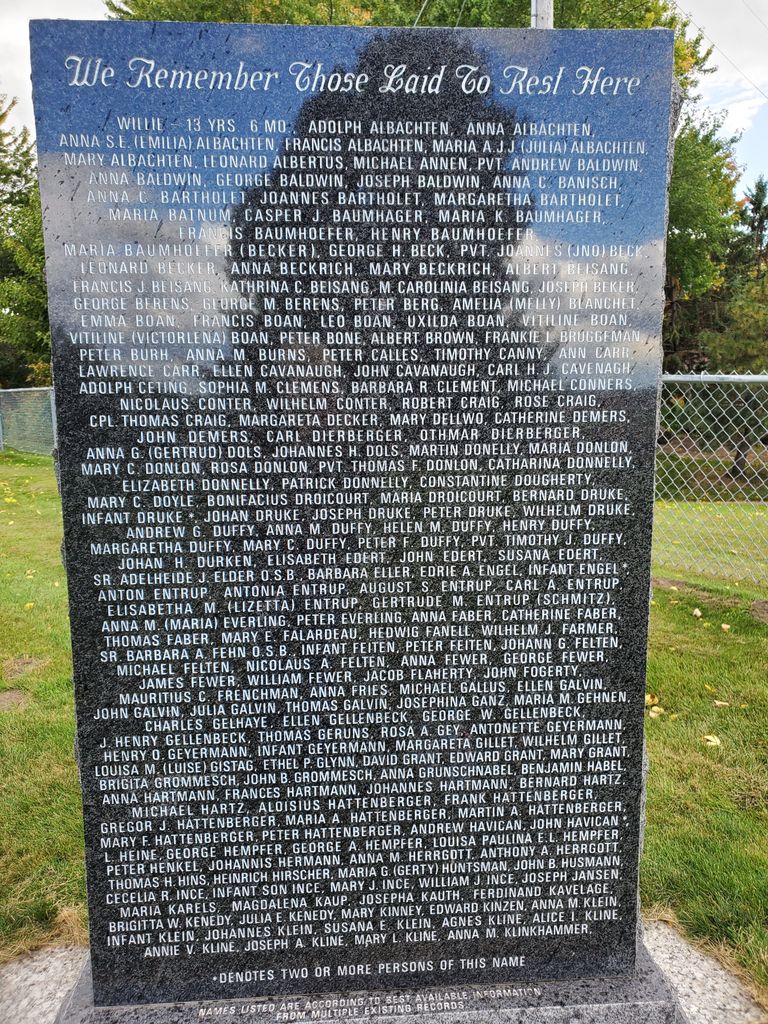 We Remember Those Laid To Rest Here
WILLIE - 13 YRS. 6 MO., ADOLPH ALBACHTEN, ANNA ALBACHTEN,
ANNA S.E. (EMILIA) ALBACHTEN, FRANCIS ALBACHTEN, MARIA A.J.J. (JULIA) ALBACHTEN,
MARY ALBACHTEN, LEONARD ALBERTUS, MICHAEL ANNEN, PVT. ANDREW BALDWIN,
ANNA BALDWIN, GEORGE BALDWIN, JOSEPH BALDWIN, ANNA C. BANISCH,
ANNA C. BARTHOLET, JOANNES BARTHOLET, MARGARETHA BARTHOLET,
MARIA BATNUM, CASPER J. BAUMHAGER, MARIA K. BAUMHAGER,
FRANCIS BAUMHOEFER, HENRY BAUMHOEFER,
MARIA BAUMHOEFER (BECKER), GEORGE H. BECK, PVT. JOANNES (JNO) BECK,
LEONARD BECKER, ANNA BECKRICH, MARY BECKRICH, ALBERT BEISANG,
FRANCIS J. BEISANG, KATHRINA C. BEISANG, M. CAROLINIA BEISANG, JOSEPH BEKER,
GEORGE BERENS, GEORGE M. BERENS, PETER BERG, AMELIA (MELLY) BLANCHET,
EMMA BOAN, FRANCIS BOAN, LEO BOAN, UXILDA BOAN, VITILINE BOAN,
VITILINE (VICTORLENA) BOAN, PETER BONE, ALBERT BROWN, FRANKIE L. BRUGGEMAN,
PETER BURH, ANNA M. BURNS, PETER CALLES, TIMOTHY CANNY, ANN CARR,
LAWRENCE CARR, ELLEN CAVANAUGH, JOHN CAVANAUGH, CARL H. J. CAVENAGH,
ADOLPH CETING, SOPHIA M. CLEMENS, BARBARA R. CLEMENT, MICHAEL CONNERS,
NICOLAUS CONTER, WILHELM CONTER, ROBERT CRAIG, ROSE CRAIG,
CPL. THOMAS CRAIG, MARGARETA DECKER, MARY DELLWO, CATHERINE DEMERS,
JOHN DEMERS, CARL DIERBERGER, OTHMAR DIERBERGER,
ANNA G. (GERTRUD) DOLS, JOHANNES H. DOLS, MARTIN DONELLY, MARIA DONLON,
MARY C. DONLON, ROSA DONLON, PVT. THOMAS F. DONLON, CATHARINA DONNELLY,
ELIZABETH DONNELLY, PATRICK DONNELLY, CONSTANTINE DOUGHERTY,
MARY C. DOYLE, BONIFACIUS DROICOURT, MARIA DROICOURT, BERNARD DRUKE,
INFANT DRUKE *, JOHAN DRUKE, JOSEPH DRUKE, PETER DRUKE, WILHELM DRUKE,
ANDREW G. DUFFY, ANNA M. DUFFY, HELEN M. DUFFY, HENRY DUFFY,
MARGARETHA DUFFY, MARY C. DUFFY, PETER F. DUFFY, PVT. TIMOTHY J. DUFFY,
JOHAN H. DURKEN, ELISABETH EDERT, JOHN EDERT, SUSANA EDERT,
SR. ADELHEIDE J. ELDER O.S.B., BARBARA ELLER, EDRIE A. ENGEL, INFANT ENGEL *,
ANTON ENTRUP, ANTONIA ENTRUP, AUGUST S. ENTRUP, CARL A. ENTRUP,
ELISABETHA M. (LIZETTA) ENTRUP, GERTRUDE M. ENTRUP (SCHMITZ),
ANNA M. (MARIA) EVERLING, PETER EVERLING, ANNA FABER, CATHERINE FABER,
THOMAS FABER, MARY E. FALARDEAU, HEDWIG FANELL, WILHELM J. FARMER,
SR. BARBARA A. FEHN O.S.B., INFANT FEITEN, PETER FEITEN, JOHANN G. FELTEN,
MICHAEL FELTEN, NICOLAUS A. FELTEN, ANNA FEWER, GEORGE FEWER,
JAMES FEWER, WILLIAM FEWER, JACOB FLAHERTY, JOHN FOGERTY,
MAURITIUS C. FRENCHMAN, ANNA FRIES, MICHAEL GALLUS, ELLEN GALVIN,
JOHN GALVIN, JULIA GALVIN, THOMAS GALVIN, JOSEPHINA GANZ, MARIA M. GEHNEN,
CHARLES GELHAYE, ELLEN GELLENBECK, GEORGE W. GELLENBECK,
J. HENRY GELLENBECK, THOMAS GERUNS, ROSA A. GEY, ANTONETTE GEYERMANN,
HENRY O. GEYERMANN, INFANT GEYERMANN, MARGARETA GILLET, WILHELM GILLET,
LOUISA M. (LUISE) GISTAG, ETHEL P. GLYNN, DAVID GRANT, EDWARD GRANT, MARY GRANT,
BRIGITA GROMMESCH, JOHN B. GROMMESCH, ANNA GRUNSCHNABEL, BENJAMIN HABEL,
ANNA HARTMANN, FRANCES HARTMANN, JOHANNES HARTMANN, BERNARD HARTZ,
MICHAEL HARTZ, ALOISIUS HATTENBERGER, FRANK HATTENBERGER,
GREGOR J. HATTENBERGER, MARIA A. HATTENBERGER, MARTIN A. HATTENBERGER,
MARY F. HATTENBERGER, PETER HATTENBERGER, ANDREW HAVICAN, JOHN HAVICAN *,
L. HEINE, GEORGE HEMPFER, GEORGE A. HEMPFER, LOUISA PAULINA E.L. HEMPFER,
PETER HENKEL, JOHANNIS HERMANN, ANNA M. HERRGOTT, ANTHONY A. HERRGOTT,
THOMAS H. HINS, HEINRICH HIRSCHER, MARIA G. (GERTY) HUNTSMAN, JOHN B. HUSMANN,
CECELIA R. INCE, INFANT SON INCE, MARY J. INCE, WILLIAM J. INCE, JOSEPH JANSEN,
MARIA KARELS, MAGDALENA KAUP, JOSEPHA KAUTH, FERDINAND KAVELAGE,
BRIGITTA W. KENEDY, JULIA E. KENEDY, MARY KINNEY, EDWARD KINZEN, ANNA M. KLEIN,
INFANT KLEIN, JOHANNES KLEIN, SUSANA E. KLEIN, AGNES KLINE, ALICE I. KLINE,
ANNIE V. KLINE, JOSEPH A. KLINE, MARY L. KLINE, ANNA M. KLINKHAMMER,
*DENOTES TWO OR MORE PERSONS OF THIS NAME
NAMES LISTED ARE ACCORDING TO BEST AVAILABLE INFORMATION
FROM MULTIPLE EXISTING RECORDS.